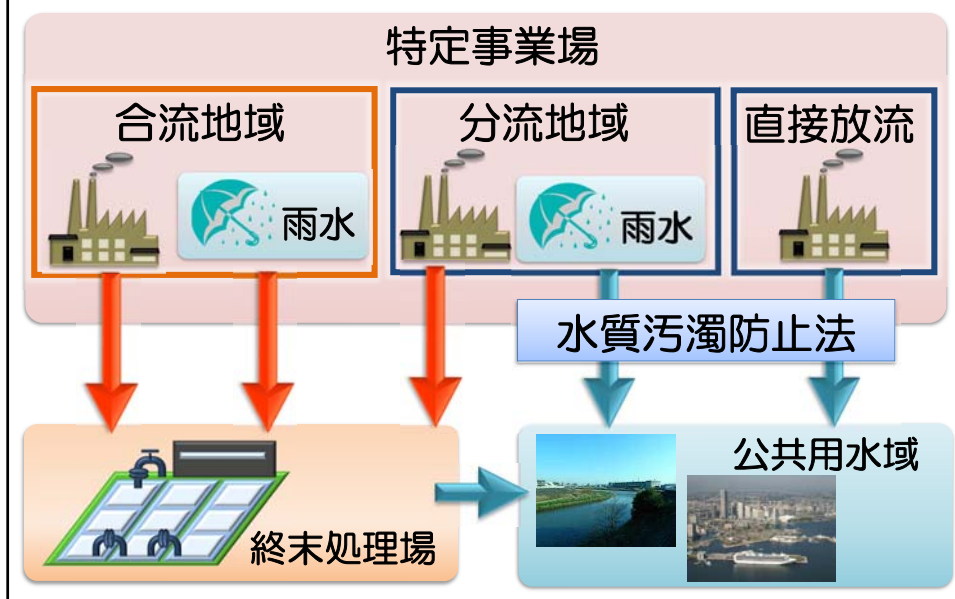 特定事業場
合流地域
分流地域
直接放流
雨水
雨水
水質汚濁防止法
公共用水域
終末処理場